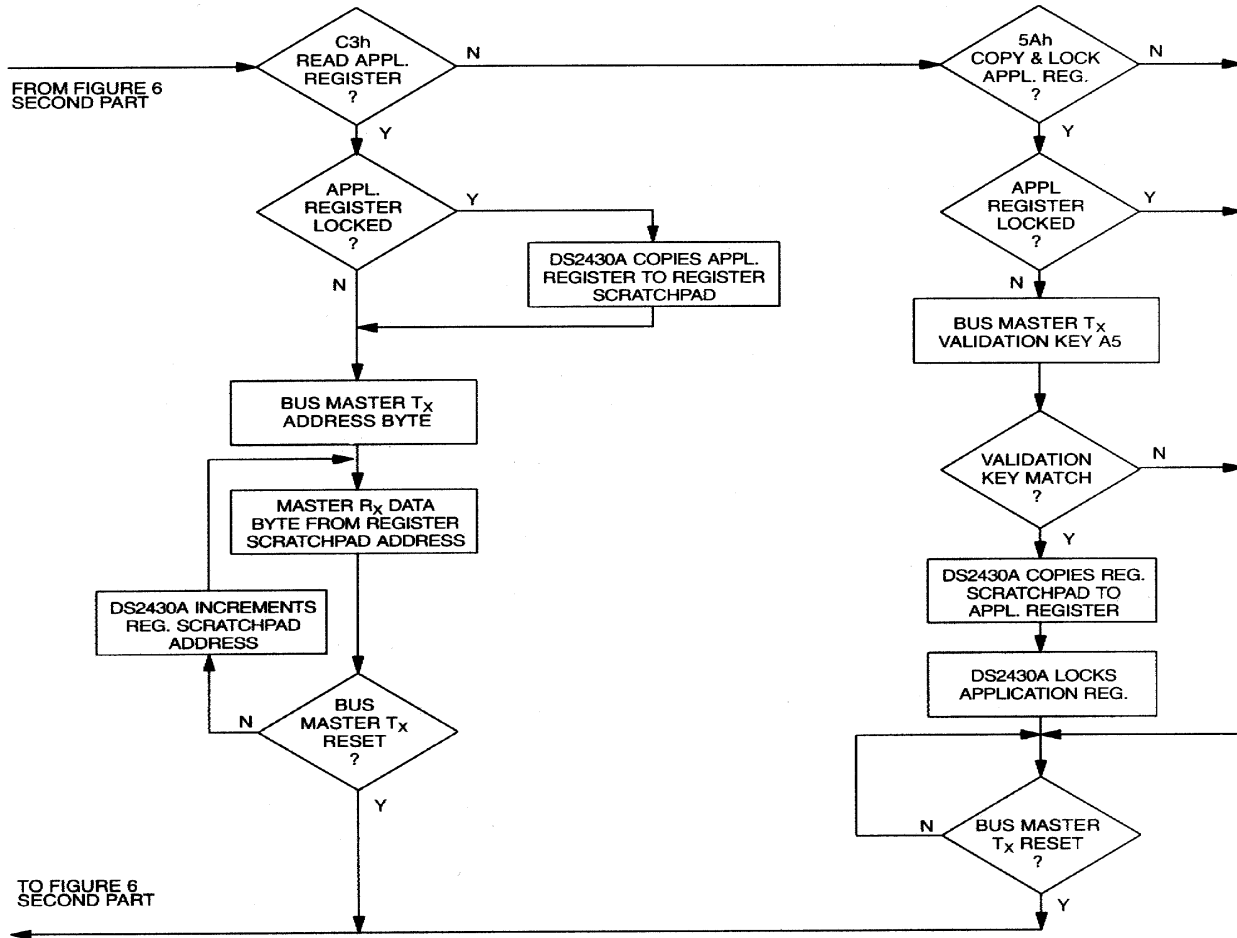 FROM FIGURE 6
SECOND PART
C3h
READ APPL.
REGISTER
?
N
Y
APPL.
REGISTER
LOCKED
?
Y
N
DS2430A COPIES APPL.
REGISTER TO REGISTER
SCRATCHPAD
BUS MASTER TX
ADDRESS BYTE
MASTER RX DATA
BYTE FROM REGISTER
SCRATCHPAD ADDRESS
DS2430A INCREMENTS
REG. SCRATCHPAD
ADDRESS
BUS
MASTER TX
RESET
?
N
Y
5Ah
COPY & LOCK
APPL. REG.
?
N
Y
APPL
REGISTER
LOCKED
?
Y
N
BUS MASTER TX
VALIDATION KEY A5
VALIDATION
KEY MATCH
?
N
Y
DS2430A COPIES REG.
SCRATCHPAD TO
APPL. REGISTER
DS2430A LOCKS
APPLICATION REG.
BUS MASTER
TX RESET
?
N
Y
TO FIGURE 6
SECOND PART